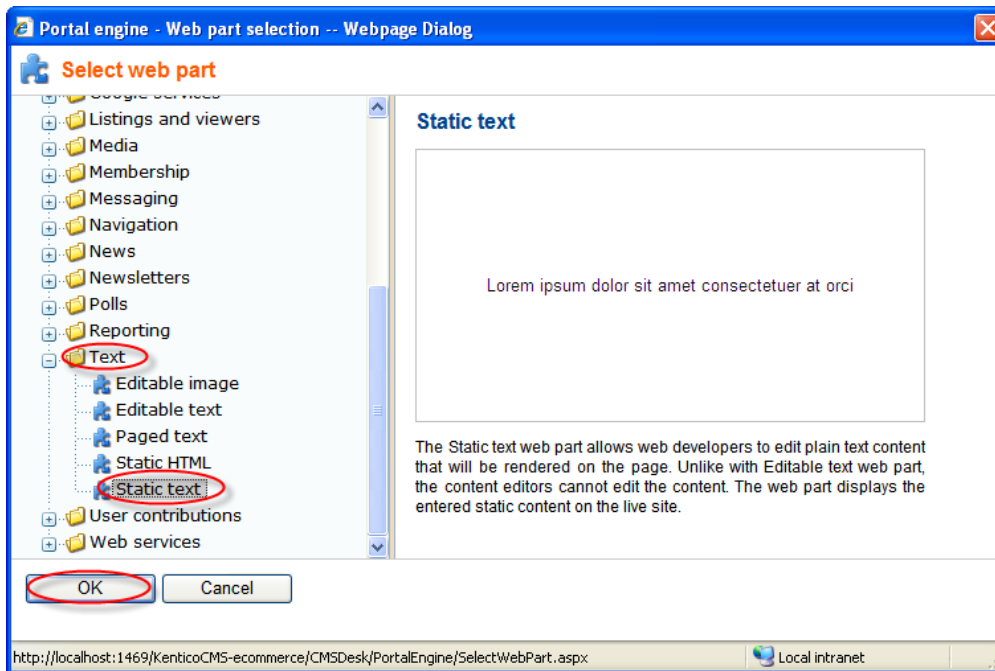 Portal engine - Web part selection -- Webpage Dialog
Select web part
Google services
Listings and viewers
Media
Membership
Messaging
Navigation
News
Newsletters
Polls
Reporting
Text
Editable image
Editable text
Paged text
Static HTML
Static text
User contributions
Web services
Static text
Lorem ipsum dolor sit amet consectetuer at orci
The Static text web part allows web developers to edit plain text content
that will be rendered on the page. Unlike with Editable text web part,
the content editors cannot edit the content. The web part displays the
entered static content on the live site.
OK
Cancel
http://localhost:1469/KenticoCMS-ecommerce/CMSDesk/PortalEngine/SelectWebPart.aspx
Local intranet